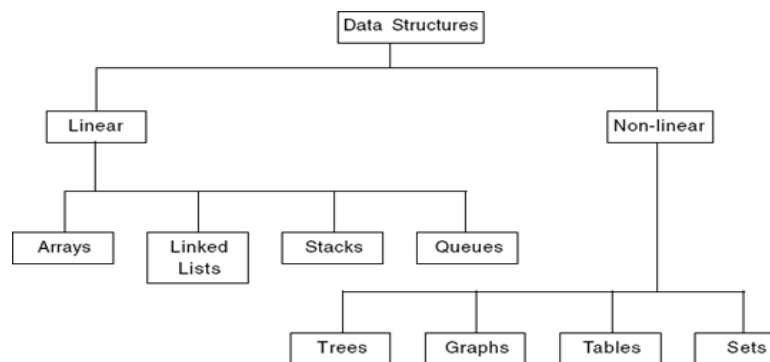 Data Structures
Linear
Non-linear
Arrays
Linked
Lists
Stacks
Queues
Trees
Graphs
Tables
Sets